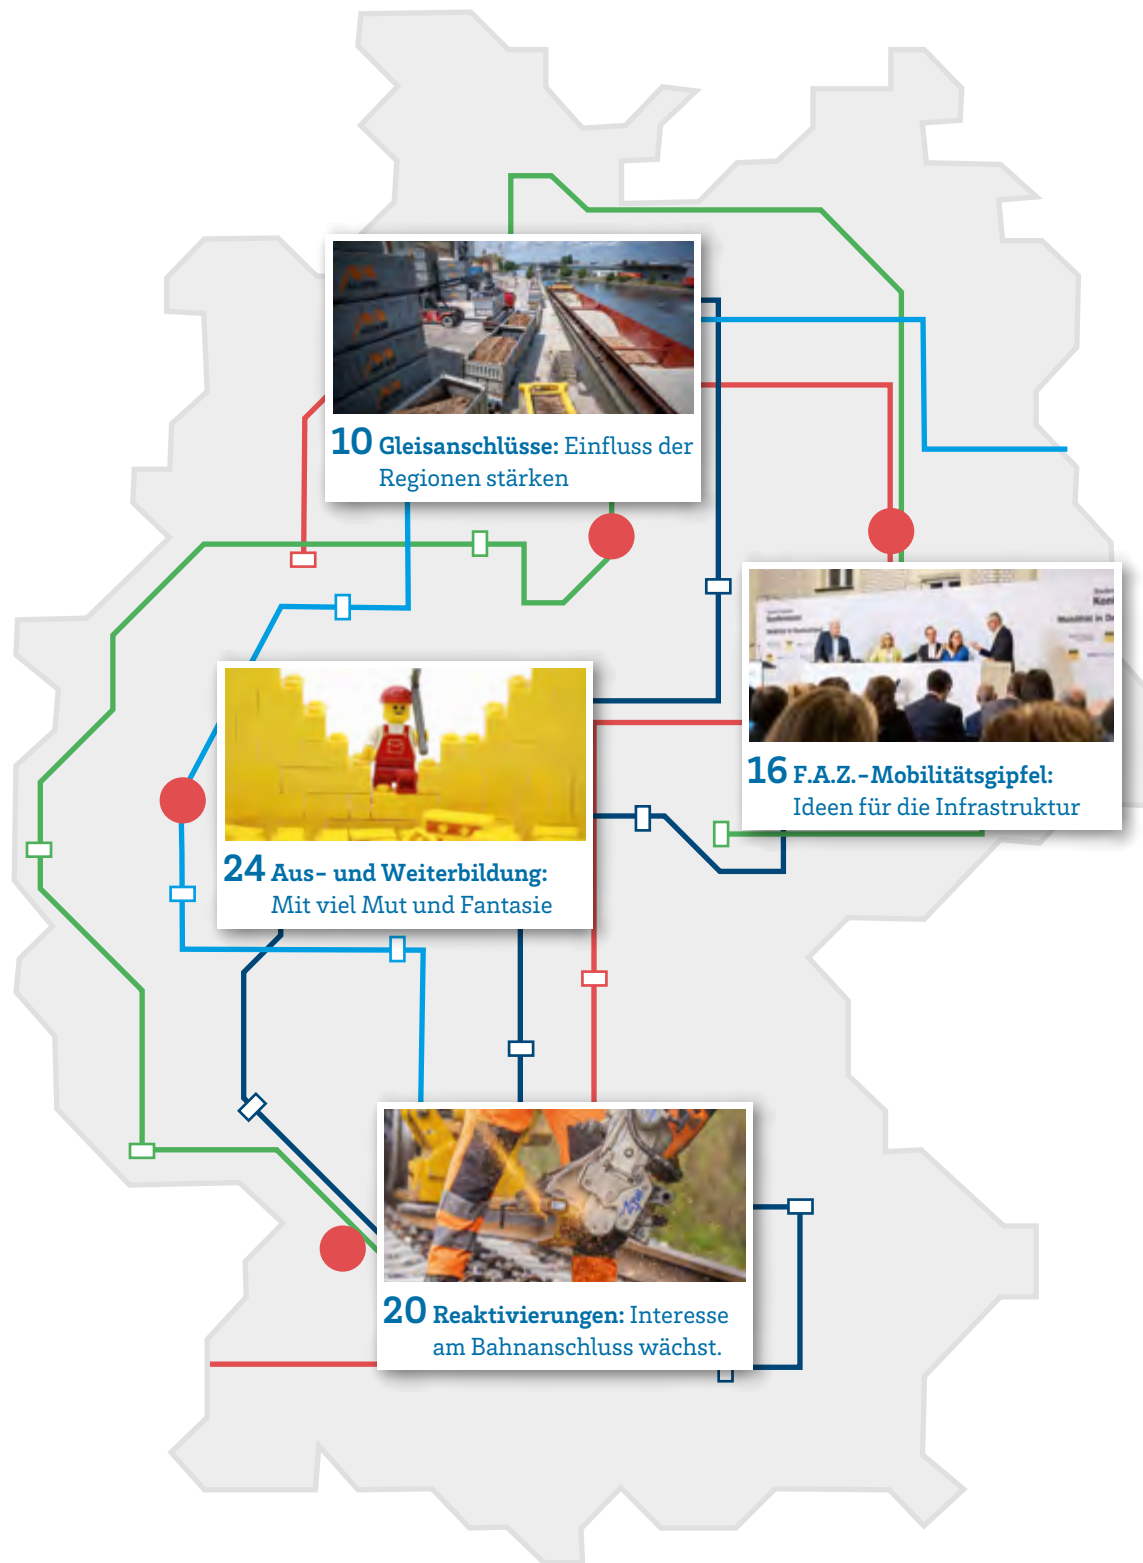 10 Gleisanschlüsse: Einfluss der
Regionen stärken
16 F.A.Z.-Mobilitätsgipfel:
Ideen für die Infrastruktur
24 Aus- und Weiterbildung:
Mit viel Mut und Fantasie
20 Reaktivierungen: Interesse
am Bahnanschluss wächst.